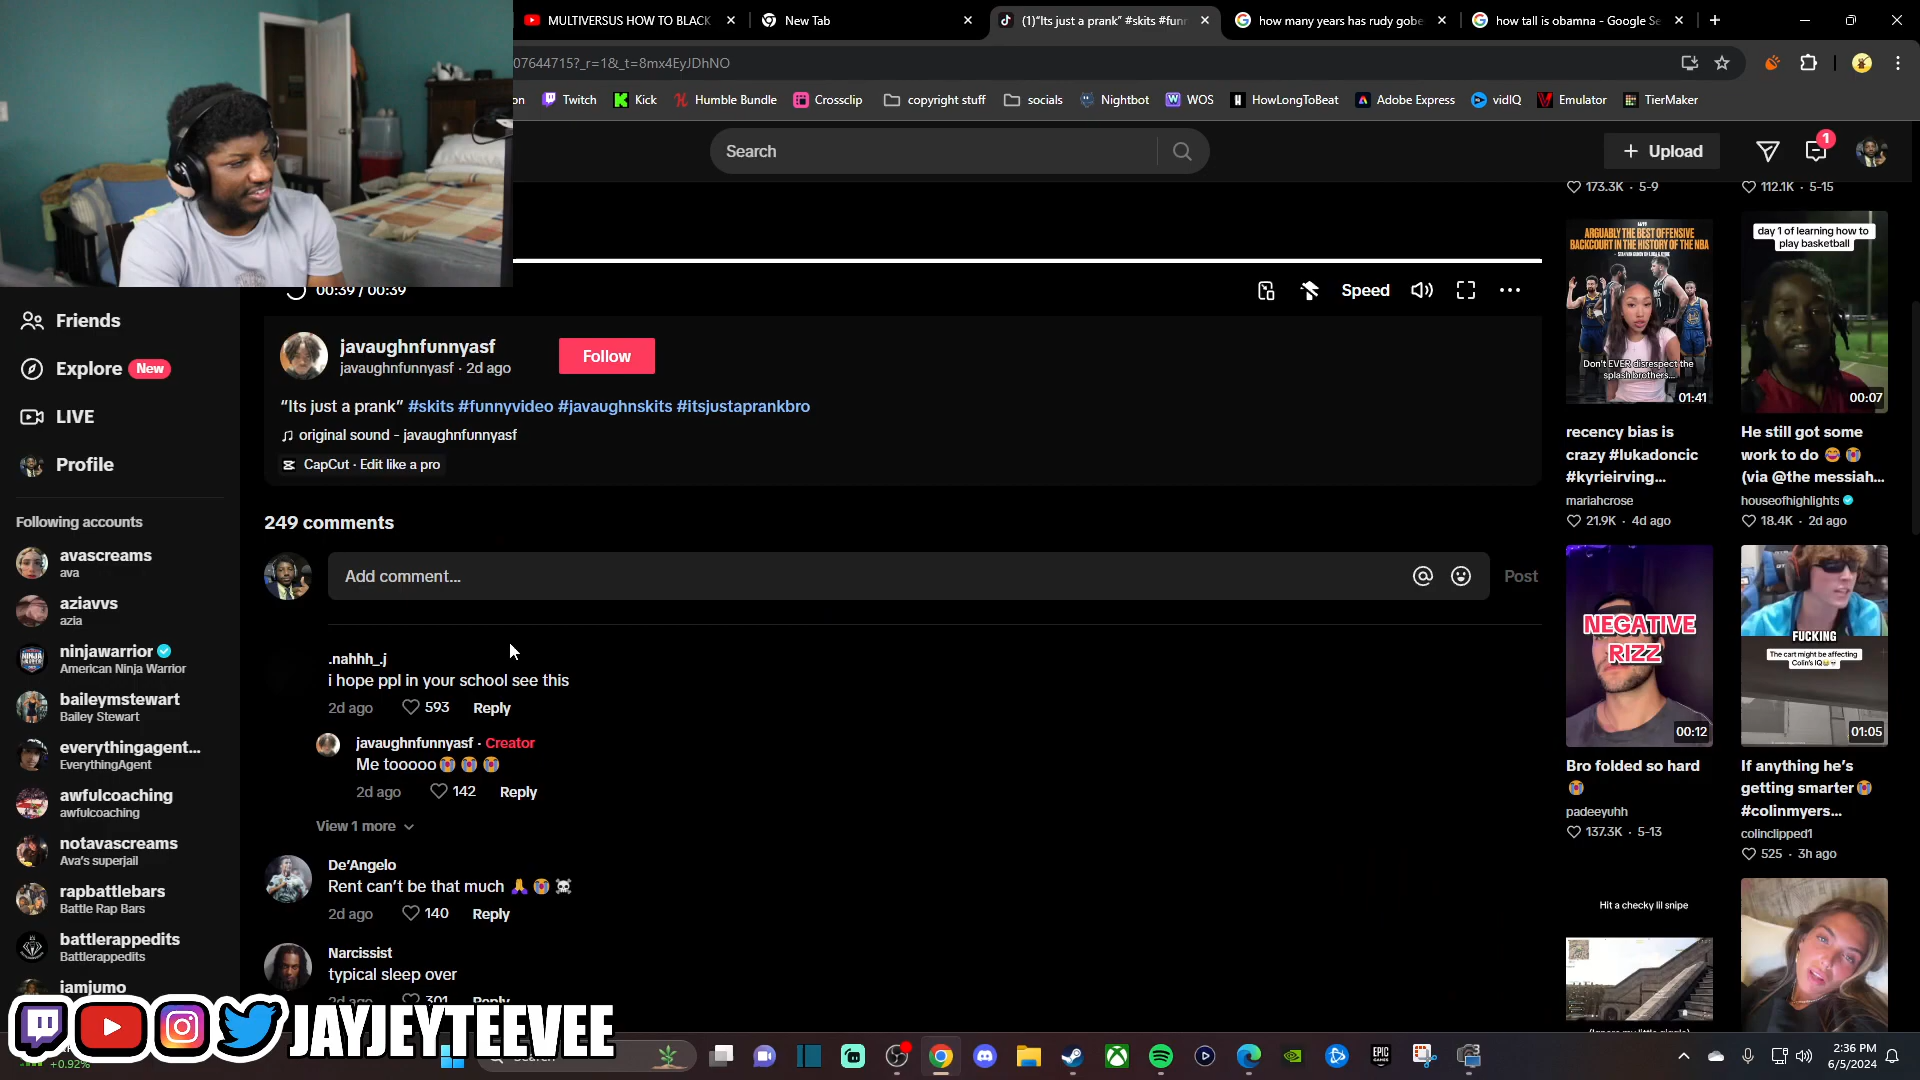 MULTIVERSUS HOW TO BLACK
New Tab
(1)"Its just a prank" #skits #funn
how many years has rudy gobe
how tall is obamna - Google Se
07644715?_r=1&_t=8mx4EyJDhNO
on
Twitch
Kick
Humble Bundle
Crossclip
copyright stuff
socials
Nightbot
WOS
HowLongToBeat
Adobe Express
vidIQ
Emulator
TierMaker
Search
Upload
1
173.3K · 5-9
112.1K · 5-15
Friends
Explore New
LIVE
Profile
Following accounts
avascreams
ava
aziavvs
azia
ninjawarrior
American Ninja Warrior
baileymstewart
Bailey Stewart
everythingagent...
EverythingAgent
awfulcoaching
awfulcoaching
notavascreams
Ava's superjail
rapbattlebars
Battle Rap Bars
battlerappedits
Battlerappedits
iamjumo
00:39 / 00:39
Speed
javaughnfunnyasf
javaughnfunnyasf · 2d ago
Follow
“Its just a prank” #skits #funnyvideo #javaughnskits #itsjustaprankbro
original sound - javaughnfunnyasf
CapCut · Edit like a pro
249 comments
Add comment...
Post
.nahhh_.j
i hope ppl in your school see this
2d ago 593 Reply
javaughnfunnyasf · Creator
Me tooooo😭😭😭
2d ago 142 Reply
View 1 more
De’Angelo
Rent can’t be that much 🙏😭☠️
2d ago 140 Reply
Narcissist
typical sleep over
2d ago 301 Reply
ARGUABLY THE BEST OFFENSIVE
BACKCOURT IN THE HISTORY OF THE NBA
Don't EVER disrespect the
splash brothers...
01:41
recency bias is
crazy #lukadoncic
#kyrieirving...
mariahcrose
21.9K · 4d ago
day 1 of learning how to
play basketball
00:07
He still got some
work to do 😂😭
(via @the messiah...
houseofhighlights
18.4K · 2d ago
NEGATIVE
RIZZ
00:12
Bro folded so hard
😭
padeeyuhh
137.3K · 5-13
FUCKING
The cart might be affecting
Colin's IQ😭💀
01:05
If anything he’s
getting smarter😭
#colinmyers...
colinclipped1
525 · 3h ago
Hit a checky lil snipe
JAYJEYTEEVEE
+0.92%
Search
EPIC
GAMES
2:36 PM
6/5/2024